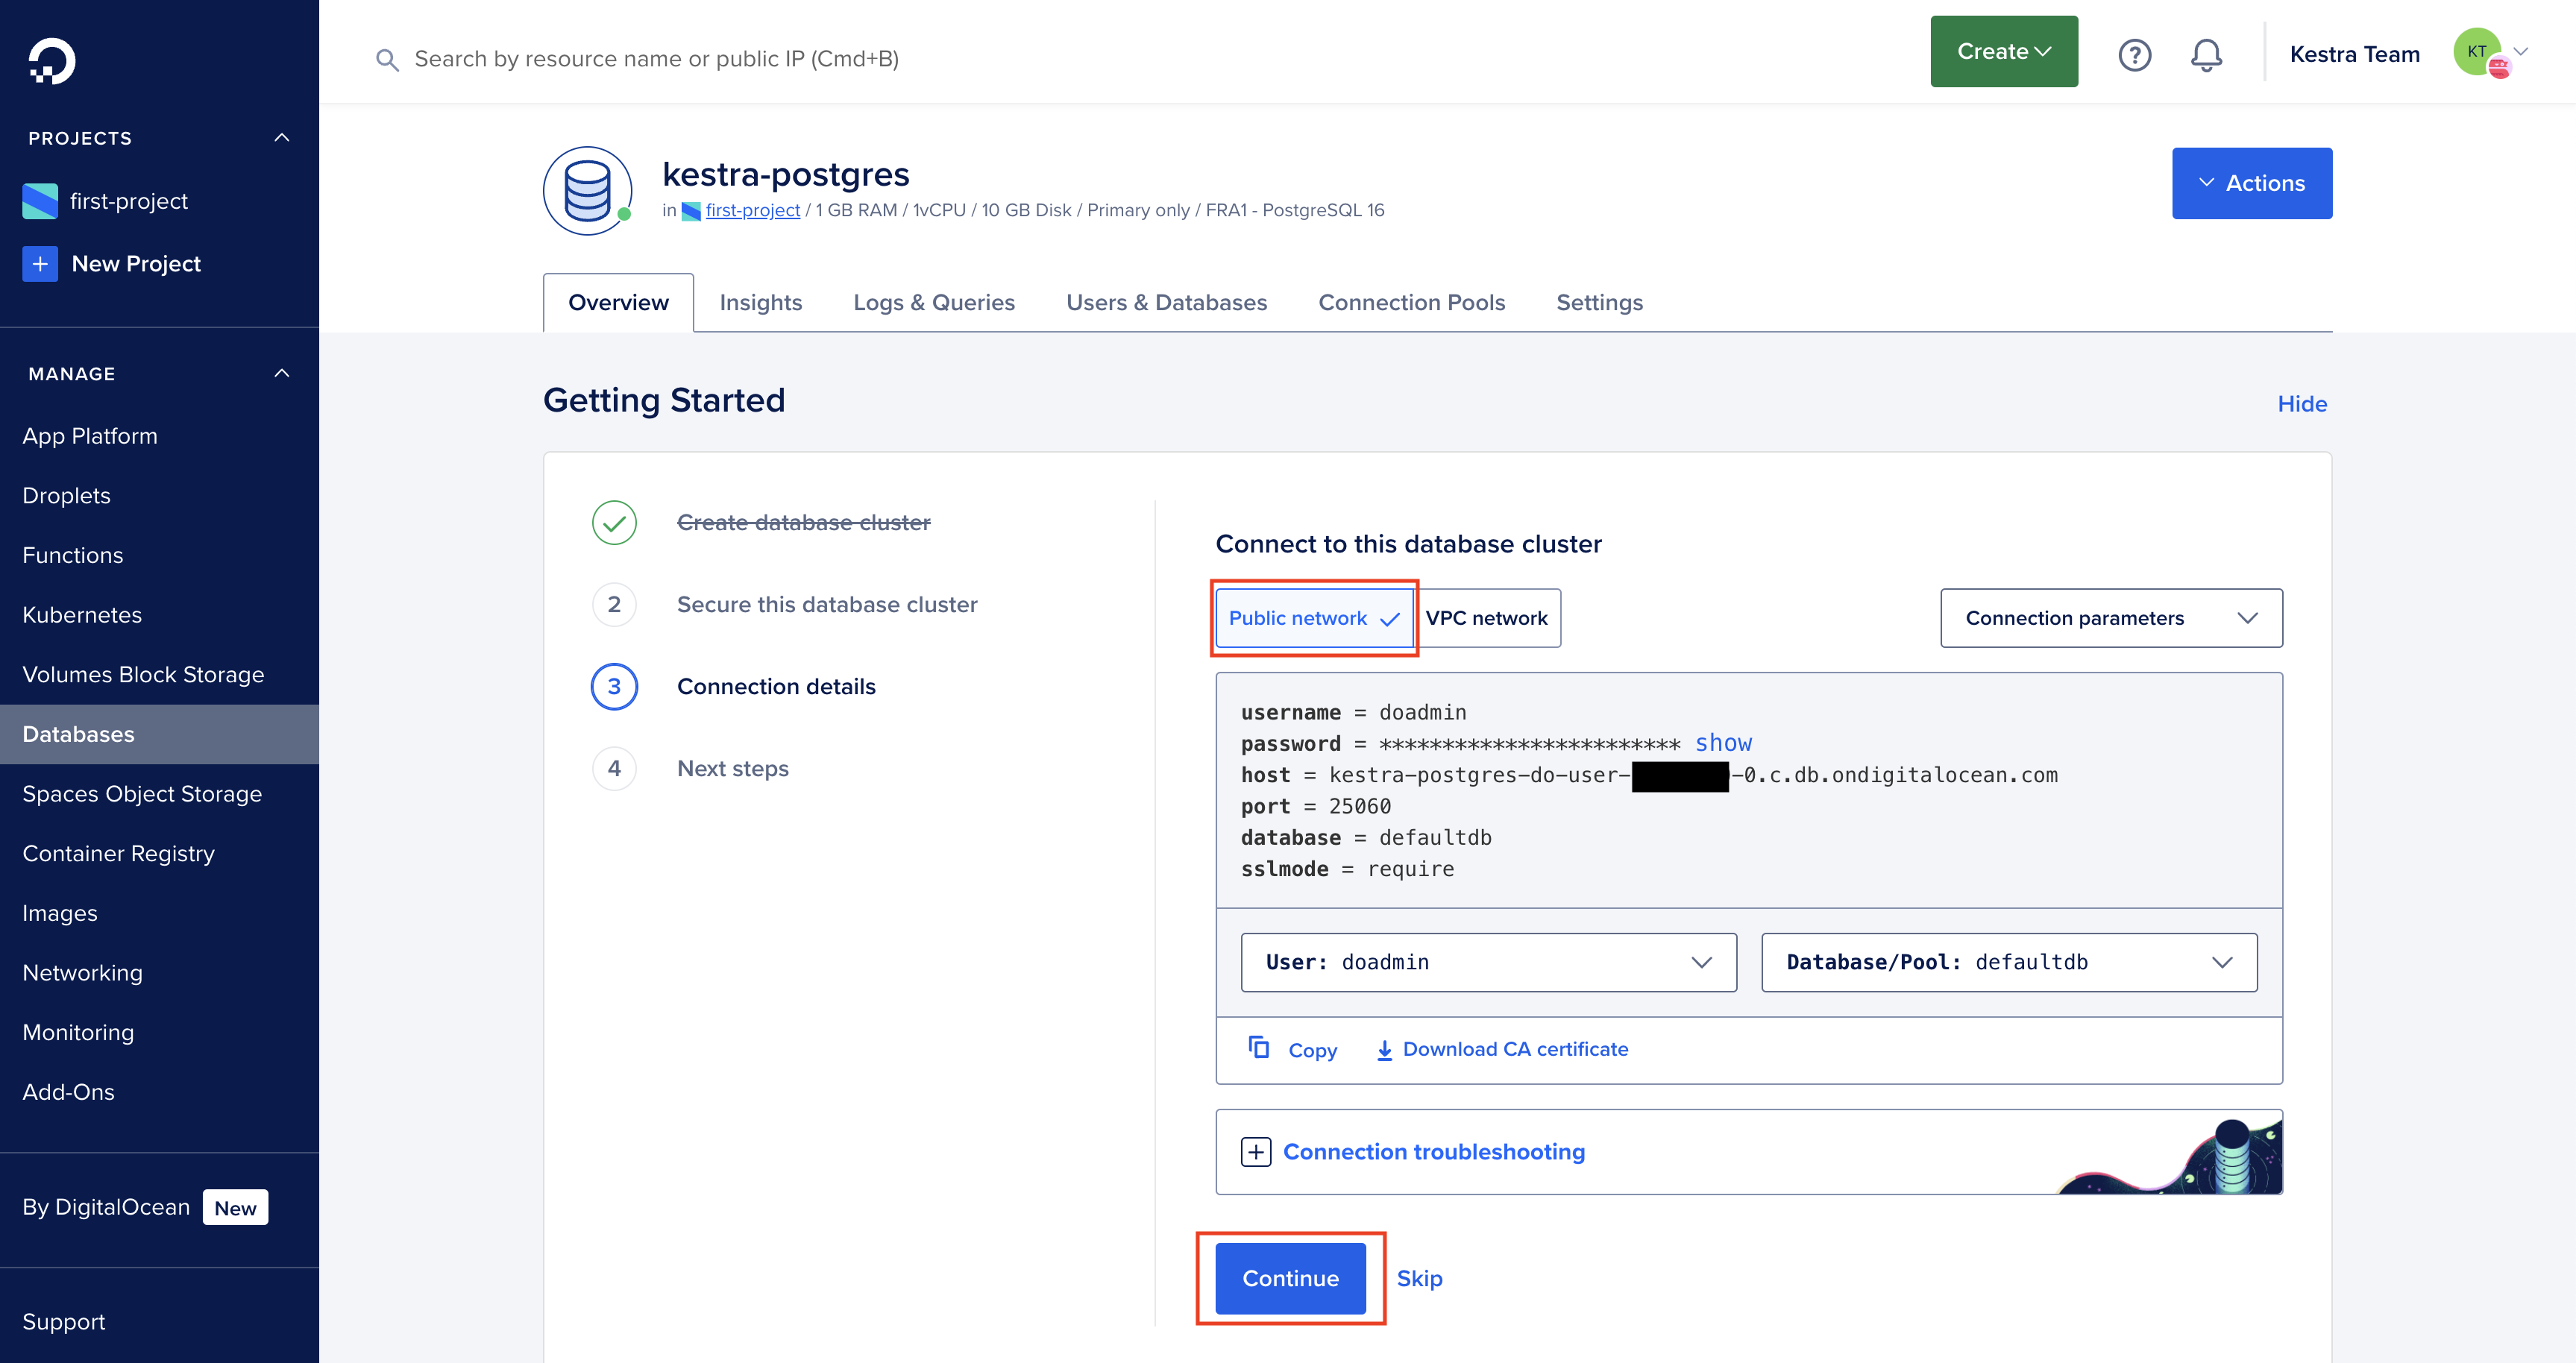 Search by resource name or public IP (Cmd+B)
Create
Kestra Team
KT
PROJECTS
first-project
New Project
MANAGE
App Platform
Droplets
Functions
Kubernetes
Volumes Block Storage
Databases
Spaces Object Storage
Container Registry
Images
Networking
Monitoring
Add-Ons
By DigitalOcean New
Support
kestra-postgres
in first-project / 1 GB RAM / 1vCPU / 10 GB Disk / Primary only / FRA1 - PostgreSQL 16
Actions
Overview Insights Logs & Queries Users & Databases Connection Pools Settings
Getting Started
Hide
Create database cluster
2 Secure this database cluster
3 Connection details
4 Next steps
Connect to this database cluster
Public network VPC network Connection parameters
username = doadmin
password = ************************ show
host = kestra-postgres-do-user- -0.c.db.ondigitalocean.com
port = 25060
database = defaultdb
sslmode = require
User: doadmin Database/Pool: defaultdb
Copy Download CA certificate
Connection troubleshooting
Continue Skip